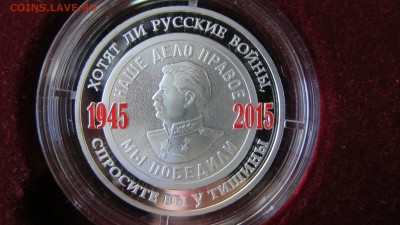 COINS.LAVE.RU
ХОТЯТ ЛИ РУССКИЕ ВОЙНЫ,
НАШЕ ДЕЛО ПРАВОЕ
1945 2015
МЫ ПОБЕДИЛИ
СПРОСИТЕ ВЫ У ТИШИНЫ